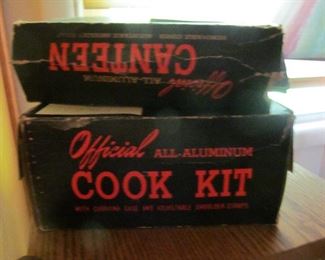 Official ALL-ALUMINUM
CANTEEN
Official ALL-ALUMINUM
COOK KIT
WITH CARRYING CASE AND ADJUSTABLE SHOULDER STRAPS